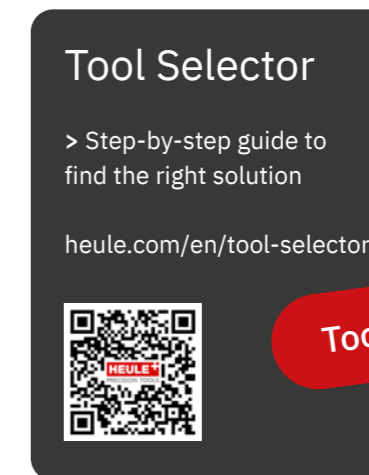 Tool Selector
> Step-by-step guide to
find the right solution
heule.com/en/tool-selector
HEULE
PRECISION TOOLS